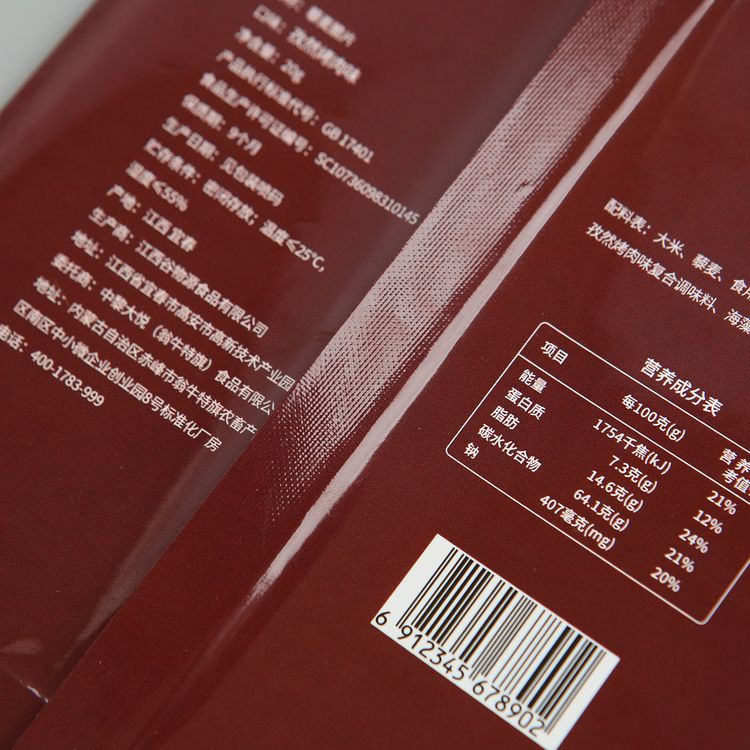 口味：孜然烤肉味
净含量：20g
产品执行标准代号：GB 17401
食品生产许可证编号：SC10736098310145
保质期：9个月
生产日期：见包装喷码
贮存条件：密闭存放；温度≤25℃,
湿度≤55%
产地：江西 宜春
生产商：江西谷物源食品有限公司
地址：江西省宜春市高安市高新技术产业园
委托商：中黎大悦（翁牛特旗）食品有限公
地址：内蒙古自治区赤峰市翁牛特旗农畜产
区南区中小微企业创业园8号标准化厂房
电话：400-1783-999
配料表：大米、藜麦、食用
孜然烤肉味复合调味料、海藻
营养成分表
项目 每100克(g) 营养 考值
能量 1754千焦(kJ) 21%
蛋白质 7.3克(g) 12%
脂肪 14.6克(g) 24%
碳水化合物 64.1克(g) 21%
钠 407毫克(mg) 20%
6 912345 678902